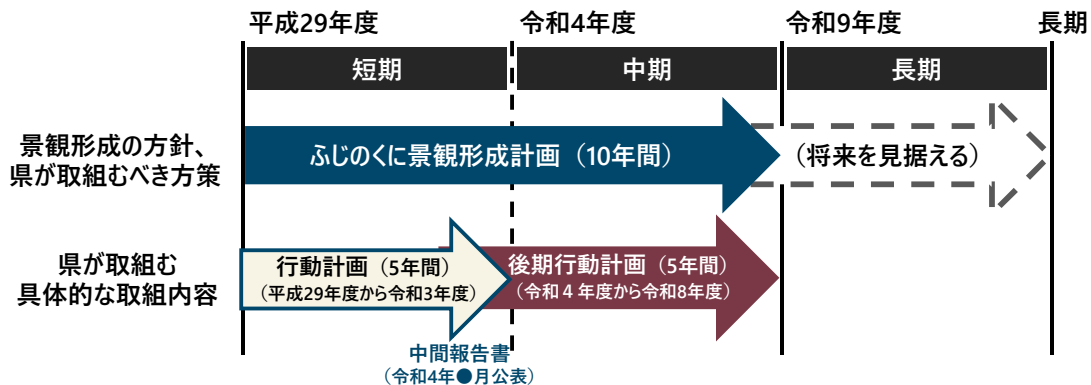 平成29年度
令和4年度
令和9年度
長期
短期
中期
長期
景観形成の方針、
県が取組むべき方策
ふじのくに景観形成計画（10年間）
（将来を見据える）
県が取組む
具体的な取組内容
行動計画（5年間）
（平成29年度から令和3年度）
後期行動計画（5年間）
（令和４年度から令和8年度）
中間報告書
（令和4年●月公表）